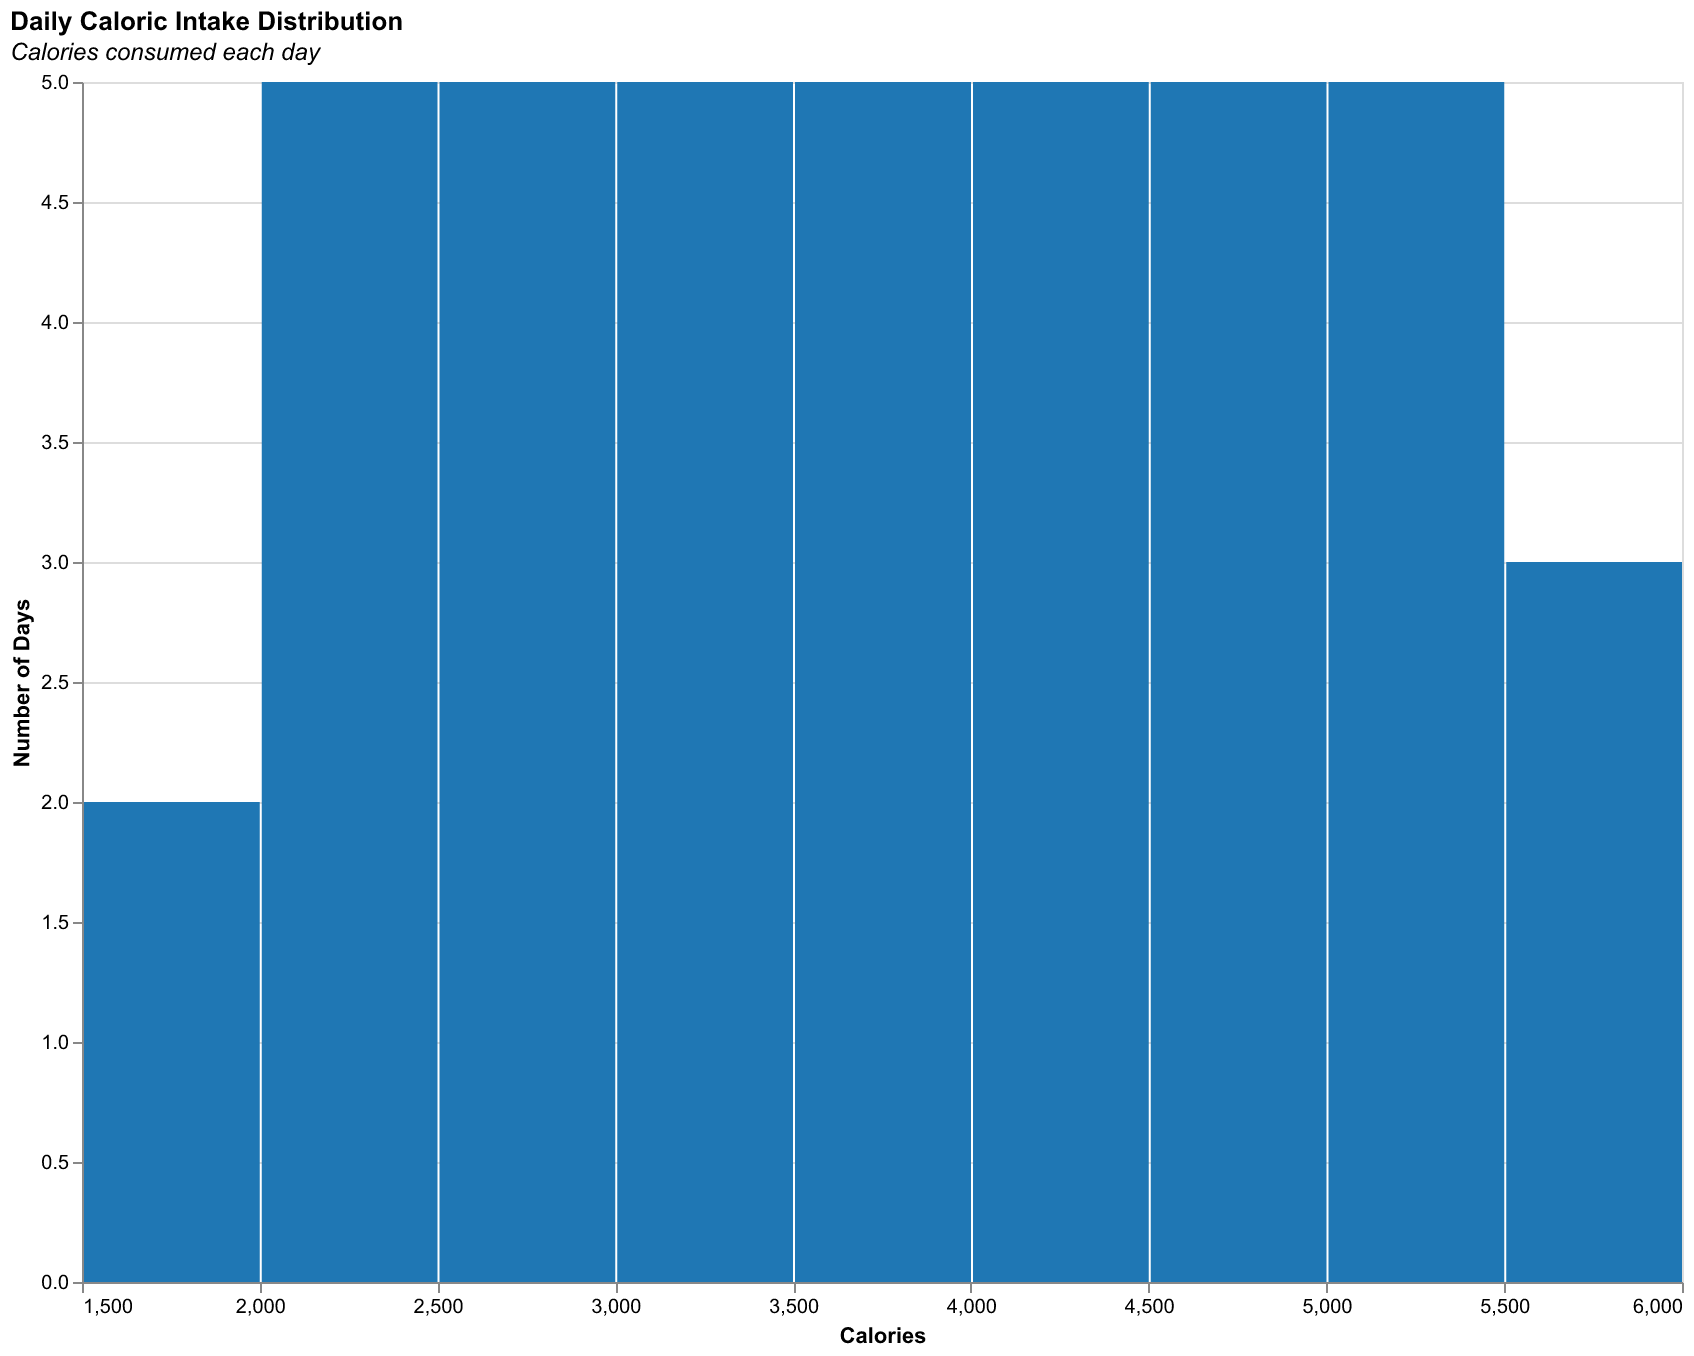 Daily Caloric Intake Distribution
Calories consumed each day
5.0
4.5
4.0
3.5
3.0
2.5
2.0
1.5
1.0
0.5
0.0
Number of Days
1,500 2,000 2,500 3,000 3,500 4,000 4,500 5,000 5,500 6,000
Calories